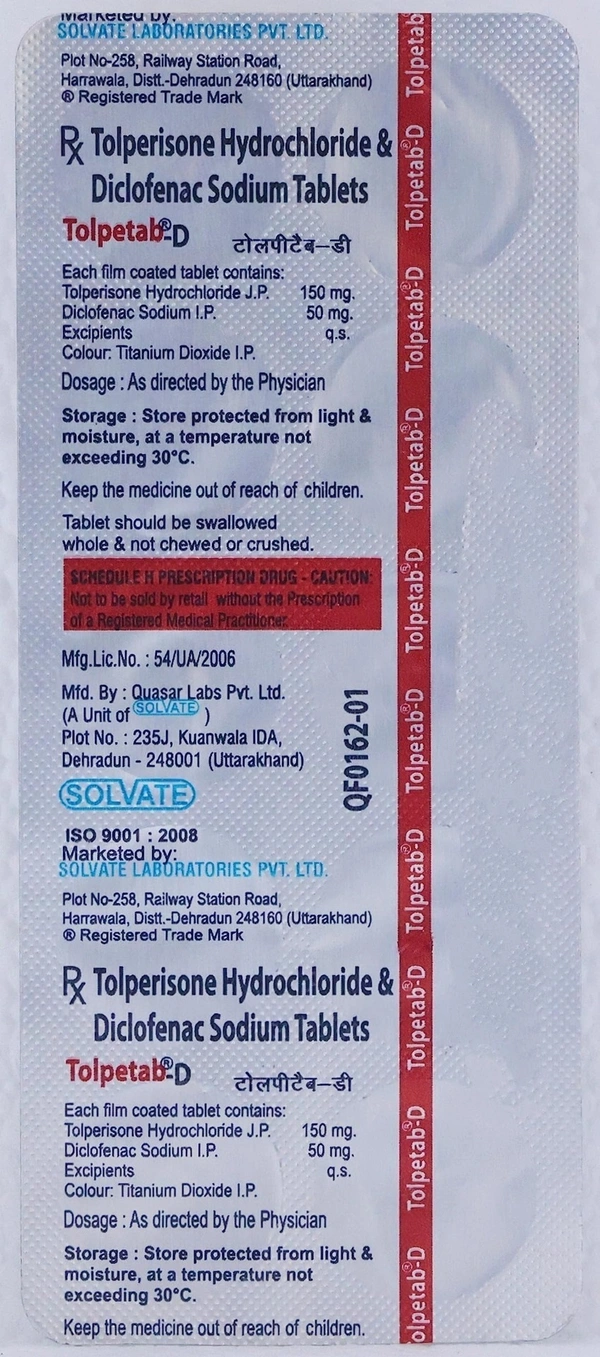 Marketed by:
SOLVATE LABORATORIES PVT. LTD.
Plot No-258, Railway Station Road,
Harrawala, Distt.-Dehradun 248160 (Uttarakhand)
® Registered Trade Mark
Rx Tolperisone Hydrochloride &
Diclofenac Sodium Tablets
Tolpetab®-D टोलपीटैब-डी
Each film coated tablet contains:
Tolperisone Hydrochloride J.P. 150 mg.
Diclofenac Sodium I.P. 50 mg.
Excipients q.s.
Colour: Titanium Dioxide I.P.
Dosage : As directed by the Physician
Storage : Store protected from light &
moisture, at a temperature not
exceeding 30°C.
Keep the medicine out of reach of children.
Tablet should be swallowed
whole & not chewed or crushed.
SCHEDULE H PRESCRIPTION DRUG - CAUTION:
Not to be sold by retail without the Prescription
of a Registered Medical Practitioner.
Mfg.Lic.No. : 54/UA/2006
Mfd. By : Quasar Labs Pvt. Ltd.
(A Unit of SOLVATE )
Plot No. : 235J, Kuanwala IDA,
Dehradun - 248001 (Uttarakhand)
SOLVATE
ISO 9001 : 2008
Marketed by:
SOLVATE LABORATORIES PVT. LTD.
Plot No-258, Railway Station Road,
Harrawala, Distt.-Dehradun 248160 (Uttarakhand)
® Registered Trade Mark
Rx Tolperisone Hydrochloride &
Diclofenac Sodium Tablets
Tolpetab®-D टोलपीटैब-डी
Each film coated tablet contains:
Tolperisone Hydrochloride J.P. 150 mg.
Diclofenac Sodium I.P. 50 mg.
Excipients q.s.
Colour: Titanium Dioxide I.P.
Dosage : As directed by the Physician
Storage : Store protected from light &
moisture, at a temperature not
exceeding 30°C.
Keep the medicine out of reach of children.
QF0162-01
olpetab®-D Tolpetab®-D Tolpetab®-D Tolpetab®-D Tolpetab®-D Tolpetab®-D Tolpetab®-D Tolpetab®-D Tolpetab®-D Tolpetab